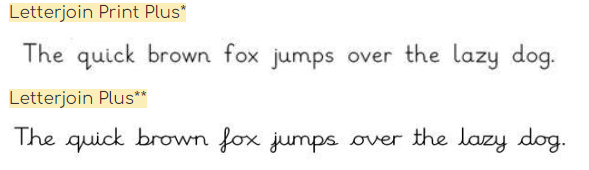 Letterjoin Print Plus*
The quick brown fox jumps over the lazy dog.
Letterjoin Plus**
The quick brown fox jumps over the lazy dog.